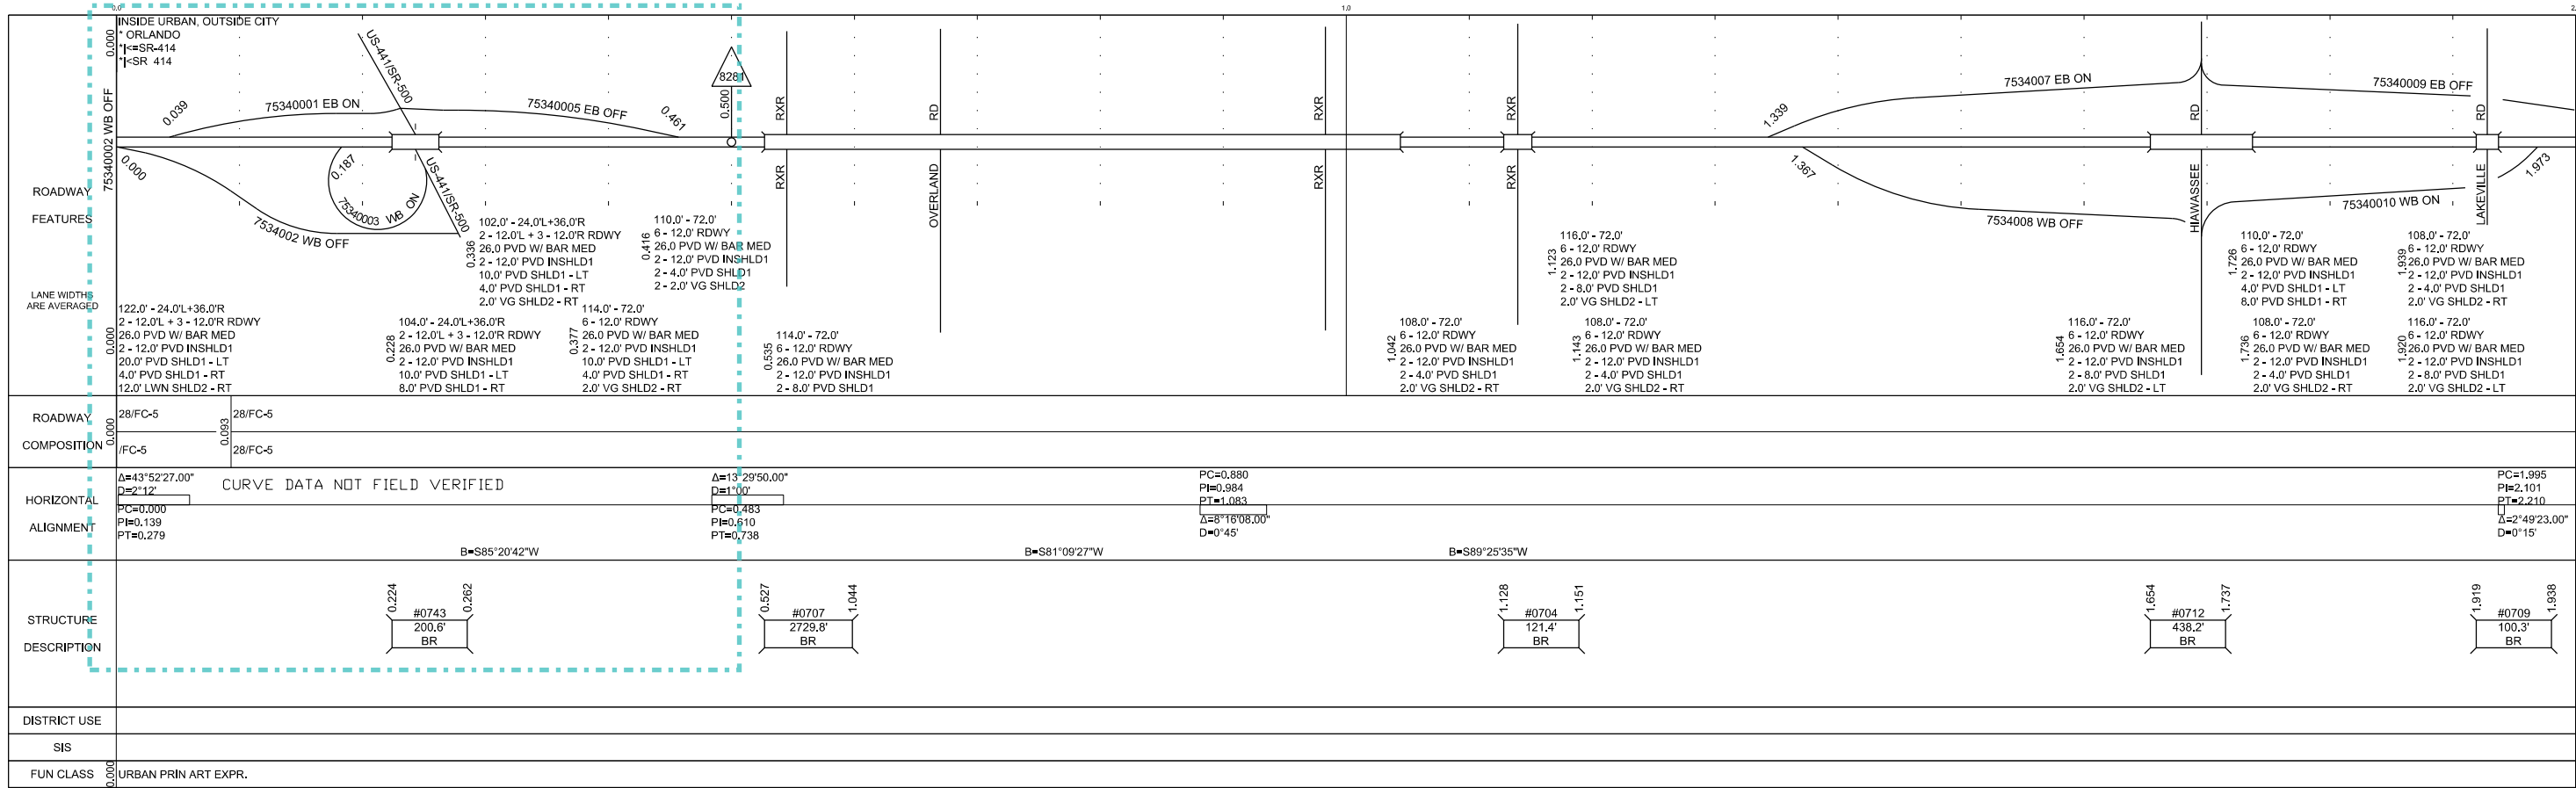 0.0
1.0
2.
INSIDE URBAN, OUTSIDE CITY
* ORLANDO
*|<=SR-414
*|<SR 414
0.000
75340002 WB OFF
0.039
75340001 EB ON
US-441/SR-500
75340005 EB OFF
0.461
8281
0.500
RXR
RD
RXR
RXR
1.339
75340007 EB ON
RD
75340009 EB OFF
RD
0.000
7534002 WB OFF
0.187
75340003 WB ON
US-441/SR-500
RXR
OVERLAND
RXR
RXR
1.367
7534008 WB OFF
HIAWASSEE
75340010 WB ON
LAKEVILLE
1.973
ROADWAY
FEATURES
LANE WIDTHS
ARE AVERAGED
0.336
102.0' - 24.0'L+36.0'R
2 - 12.0'L + 3 - 12.0'R RDWY
26.0 PVD W/ BAR MED
2 - 12.0' PVD INSHLD1
10.0' PVD SHLD1 - LT
4.0' PVD SHLD1 - RT
2.0' VG SHLD2 - RT
0.416
110.0' - 72.0'
6 - 12.0' RDWY
26.0 PVD W/ BAR MED
2 - 12.0' PVD INSHLD1
2 - 4.0' PVD SHLD1
2 - 2.0' VG SHLD2
1.123
116.0' - 72.0'
6 - 12.0' RDWY
26.0 PVD W/ BAR MED
2 - 12.0' PVD INSHLD1
2 - 8.0' PVD SHLD1
2.0' VG SHLD2 - LT
1.726
110.0' - 72.0'
6 - 12.0' RDWY
26.0 PVD W/ BAR MED
2 - 12.0' PVD INSHLD1
4.0' PVD SHLD1 - LT
8.0' PVD SHLD1 - RT
1.939
108.0' - 72.0'
6 - 12.0' RDWY
26.0 PVD W/ BAR MED
2 - 12.0' PVD INSHLD1
2 - 4.0' PVD SHLD1
2.0' VG SHLD2 - RT
0.000
122.0' - 24.0'L+36.0'R
2 - 12.0'L + 3 - 12.0'R RDWY
26.0 PVD W/ BAR MED
2 - 12.0' PVD INSHLD1
20.0' PVD SHLD1 - LT
4.0' PVD SHLD1 - RT
12.0' LWN SHLD2 - RT
0.228
104.0' - 24.0'L+36.0'R
2 - 12.0'L + 3 - 12.0'R RDWY
26.0 PVD W/ BAR MED
2 - 12.0' PVD INSHLD1
10.0' PVD SHLD1 - LT
8.0' PVD SHLD1 - RT
0.377
114.0' - 72.0'
6 - 12.0' RDWY
26.0 PVD W/ BAR MED
2 - 12.0' PVD INSHLD1
10.0' PVD SHLD1 - LT
4.0' PVD SHLD1 - RT
2.0' VG SHLD2 - RT
0.535
114.0' - 72.0'
6 - 12.0' RDWY
26.0 PVD W/ BAR MED
2 - 12.0' PVD INSHLD1
2 - 8.0' PVD SHLD1
1.042
108.0' - 72.0'
6 - 12.0' RDWY
26.0 PVD W/ BAR MED
2 - 12.0' PVD INSHLD1
2 - 4.0' PVD SHLD1
2.0' VG SHLD2 - RT
1.143
108.0' - 72.0'
6 - 12.0' RDWY
26.0 PVD W/ BAR MED
2 - 12.0' PVD INSHLD1
2 - 4.0' PVD SHLD1
2.0' VG SHLD2 - RT
1.654
116.0' - 72.0'
6 - 12.0' RDWY
26.0 PVD W/ BAR MED
2 - 12.0' PVD INSHLD1
2 - 8.0' PVD SHLD1
2.0' VG SHLD2 - LT
1.736
108.0' - 72.0'
6 - 12.0' RDWY
26.0 PVD W/ BAR MED
2 - 12.0' PVD INSHLD1
2 - 4.0' PVD SHLD1
2.0' VG SHLD2 - RT
1.920
116.0' - 72.0'
6 - 12.0' RDWY
26.0 PVD W/ BAR MED
2 - 12.0' PVD INSHLD1
2 - 8.0' PVD SHLD1
2.0' VG SHLD2 - LT
ROADWAY
COMPOSITION
0.000
28/FC-5
/FC-5
0.093
28/FC-5
28/FC-5
HORIZONTAL
ALIGNMENT
Δ=43°52'27.00"
D=2°12'
PC=0.000
PI=0.139
PT=0.279
CURVE DATA NOT FIELD VERIFIED
B=S85°20'42"W
Δ=13°29'50.00"
D=1°00'
PC=0.483
PI=0.610
PT=0.738
B=S81°09'27"W
PC=0.880
PI=0.984
PT=1.083
Δ=8°16'08.00"
D=0°45'
B=S89°25'35"W
PC=1.995
PI=2.101
PT=2.210
Δ=2°49'23.00"
D=0°15'
STRUCTURE
DESCRIPTION
0.224
0.262
#0743
200.6'
BR
0.527
1.044
#0707
2729.8'
BR
1.128
1.151
#0704
121.4'
BR
1.654
1.737
#0712
438.2'
BR
1.919
1.938
#0709
100.3'
BR
DISTRICT USE
SIS
FUN CLASS
0.000
URBAN PRIN ART EXPR.